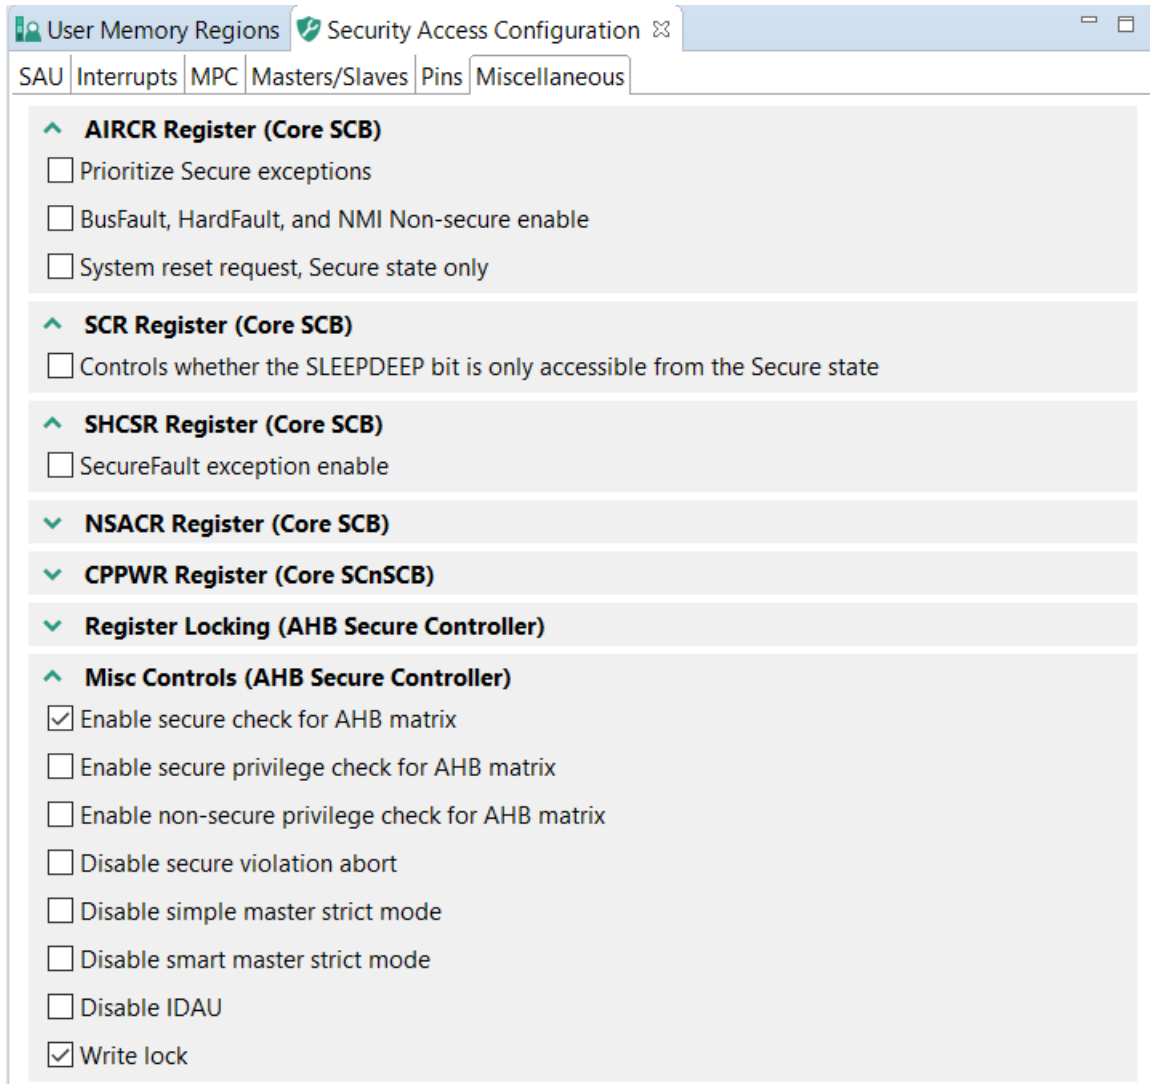 User Memory Regions Security Access Configuration
SAU Interrupts MPC Masters/Slaves Pins Miscellaneous
AIRCR Register (Core SCB)
Prioritize Secure exceptions
BusFault, HardFault, and NMI Non-secure enable
System reset request, Secure state only
SCR Register (Core SCB)
Controls whether the SLEEPDEEP bit is only accessible from the Secure state
SHCSR Register (Core SCB)
SecureFault exception enable
NSACR Register (Core SCB)
CPPWR Register (Core SCnSCB)
Register Locking (AHB Secure Controller)
Misc Controls (AHB Secure Controller)
Enable secure check for AHB matrix
Enable secure privilege check for AHB matrix
Enable non-secure privilege check for AHB matrix
Disable secure violation abort
Disable simple master strict mode
Disable smart master strict mode
Disable IDAU
Write lock